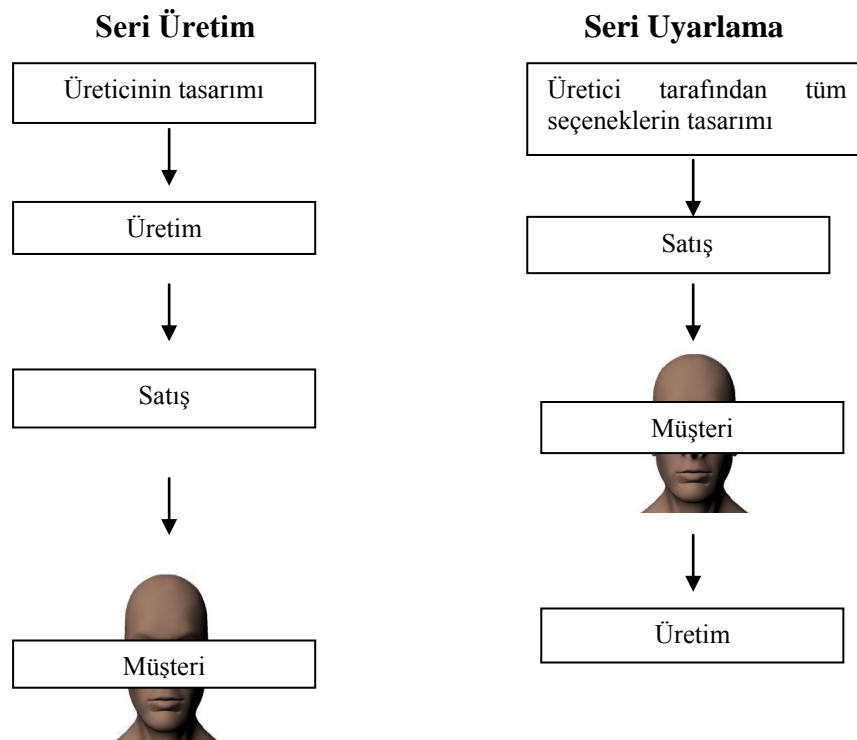 Seri Üretim
Üreticinin tasarımı
Üretim
Satış
Müşteri
Seri Uyarlama
Üretici tarafından tüm
seçeneklerin tasarımı
Satış
Müşteri
Üretim